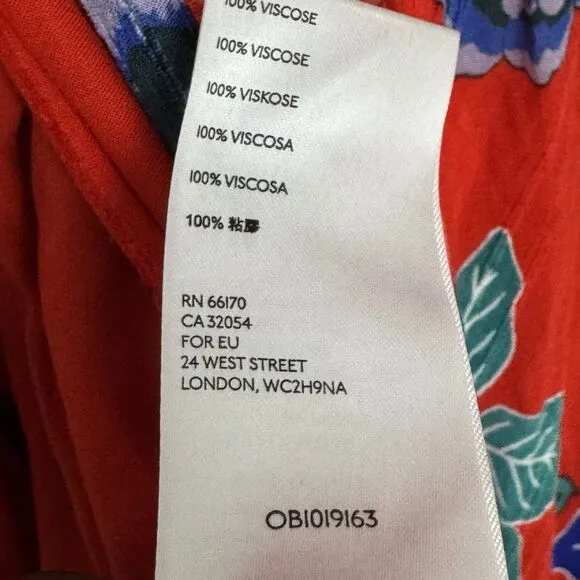 100% VISCOSE
100% VISCOSE
100% VISKOSE
100% VISCOSA
100% VISCOSA
100% 粘膠
RN 66170
CA 32054
FOR EU
24 WEST STREET
LONDON, WC2H9NA
OB1019163